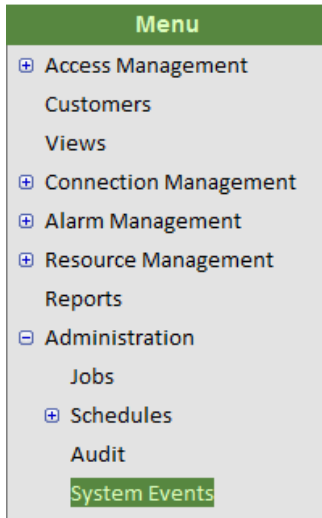 Menu
Access Management
Customers
Views
Connection Management
Alarm Management
Resource Management
Reports
Administration
Jobs
Schedules
Audit
System Events